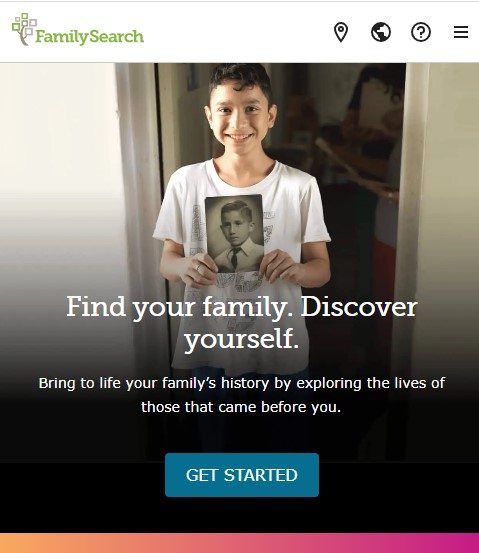 FamilySearch
Find your family. Discover
yourself.
Bring to life your family’s history by exploring the lives of
those that came before you.
GET STARTED